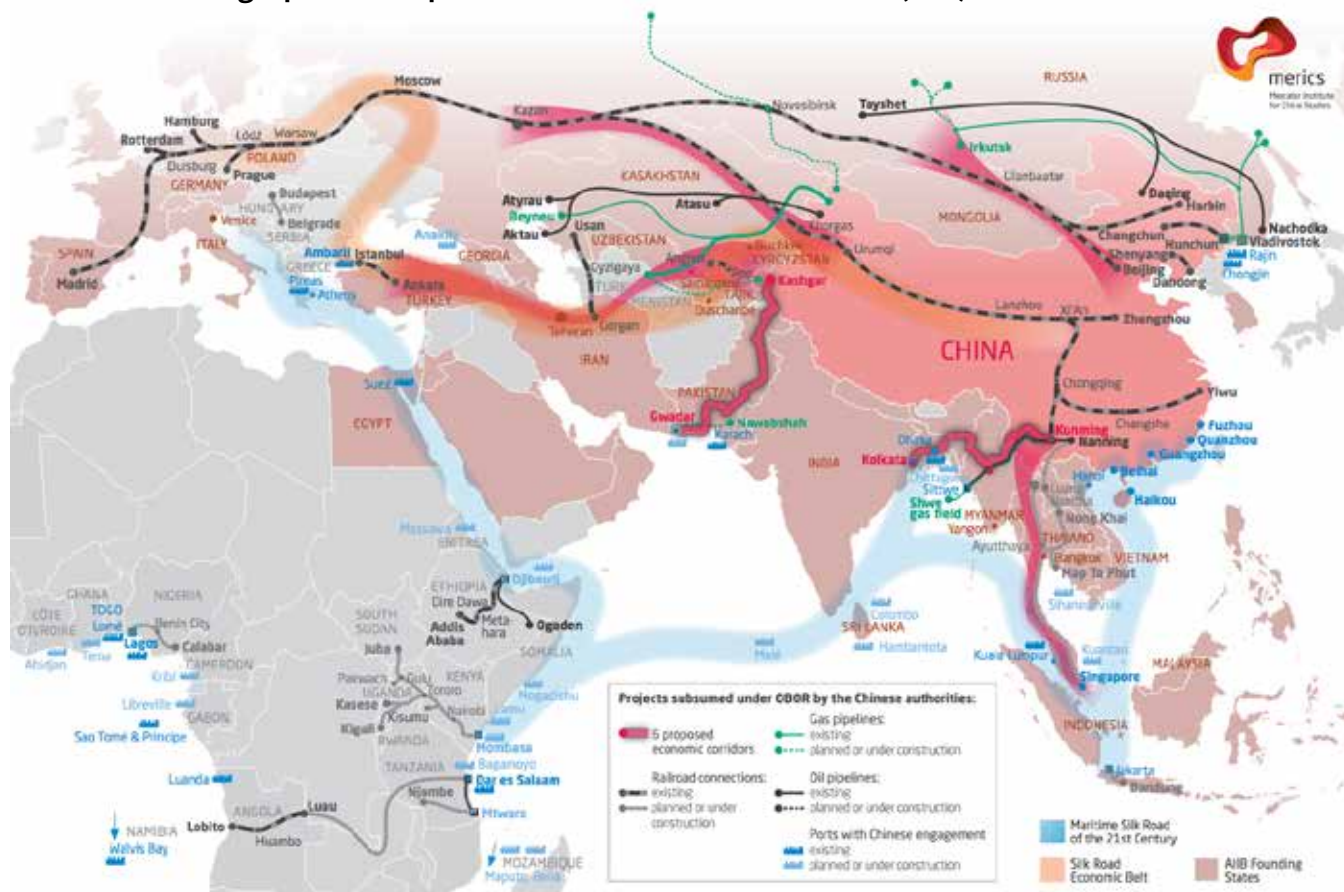 merics
Mercator Institute
for China Studies
RUSSIA
Moscow
Kazan
Novosibirsk
Tayshet
Hamburg
Rotterdam
Lodz
Warsaw
Duisburg
POLAND
GERMANY
Prague
Irkutsk
Ulanbaatar
KASAKHSTAN
Budapest
HUNGARY
Belgrade
SERBIA
Venice
ITALY
Atyrau
Beyneu
Aktau
Usan
Atasu
Khorgas
MONGOLIA
Daqing
Harbin
Changchun
Hunchun
Nachodka
Vladivostok
Rajin
Chongjin
Shenyang
Beijing
Dandong
SPAIN
Madrid
Anaklia
GEORGIA
UZBEKISTAN
KYRGYZSTAN
Urumqi
Ambarli
Istanbul
GREECE
Pireas
Athens
Ankara
TURKEY
Gyzigaya
Kashgar
Duschanbe
Teheran
Gorgan
IRAN
Lanzhou
XI'AN
Zhengzhou
CHINA
Suez
EGYPT
PAKISTAN
Gwadar
Nawabshah
Karachi
Chongqing
Yiwu
Changsha
Kunming
Nanning
Fuzhou
Quanzhou
Guangzhou
Beihai
Haikou
Hanoi
INDIA
Dhaka
Kolkata
Chittagong
Sittwe
Shwe
gas field
MYANMAR
Yangon
Nong Khai
Ayutthaya
THAILAND
Bangkok
VIETNAM
Map Ta Phut
Sihanoukville
Massawa
ERITREA
Djibouti
ETHIOPIA
Dire Dawa
Meta-
hara
Addis
Ababa
Ogaden
SOMALIA
GHANA
NIGERIA
CÔTE
D'IVOIRE
TOGO
Lomé
Benin City
Lagos
Calabar
Abidjan
Tema
CAMEROON
Kribi
SOUTH
SUDAN
Juba
Pakwach
Gulu
UGANDA
Tororo
KENYA
Kasese
Kisumu
Nairobi
Lamu
Mogadishu
Kigali
RWANDA
Mombasa
Bagamoyo
Libreville
GABON
Sao Tome & Principe
TANZANIA
Dar es Salaam
Luanda
Njombe
Mtwara
ANGOLA
Luau
Lobito
Huambo
NAMIBIA
Walvis Bay
MOZAMBIQUE
Maputo
Beira
Male
Colombo
SRI LANKA
Hambantota
Kuala Lumpur
Kuantan
Singapore
MALAYSIA
INDONESIA
Jakarta
Bandung
Projects subsumed under OBOR by the Chinese authorities:
6 proposed
economic corridors
Railroad connections:
existing
planned or under
construction
Gas pipelines:
existing
planned or under construction
Oil pipelines:
existing
planned or under construction
Ports with Chinese engagement
existing
planned or under construction
Maritime Silk Road
of the 21st Century
Silk Road
Economic Belt
AIIB Founding
States